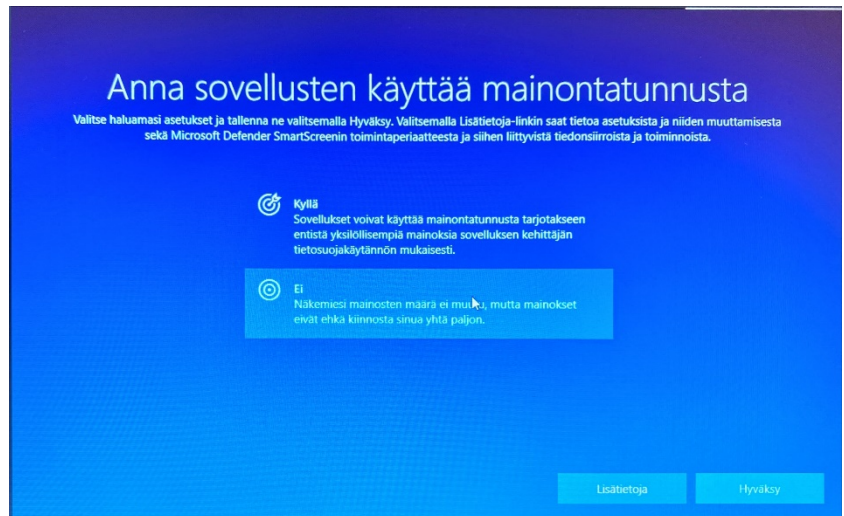 Anna sovellusten käyttää mainontatunnusta
Valitse haluamasi asetukset ja tallenna ne valitsemalla Hyväksy. Valitsemalla Lisätietoja-linkin saat tietoa asetuksista ja niiden muuttamisesta
sekä Microsoft Defender SmartScreenin toimintaperiaatteesta ja siihen liittyvistä tiedonsiirroista ja toiminnoista.
Kyllä
Sovellukset voivat käyttää mainontatunnusta tarjotakseen
entistä yksilöllisempiä mainoksia sovelluksen kehittäjän
tietosuojakäytännön mukaisesti.
Ei
Näkemiesi mainosten määrä ei muutu, mutta mainokset
eivät ehkä kiinnosta sinua yhtä paljon.
Lisätietoja
Hyväksy